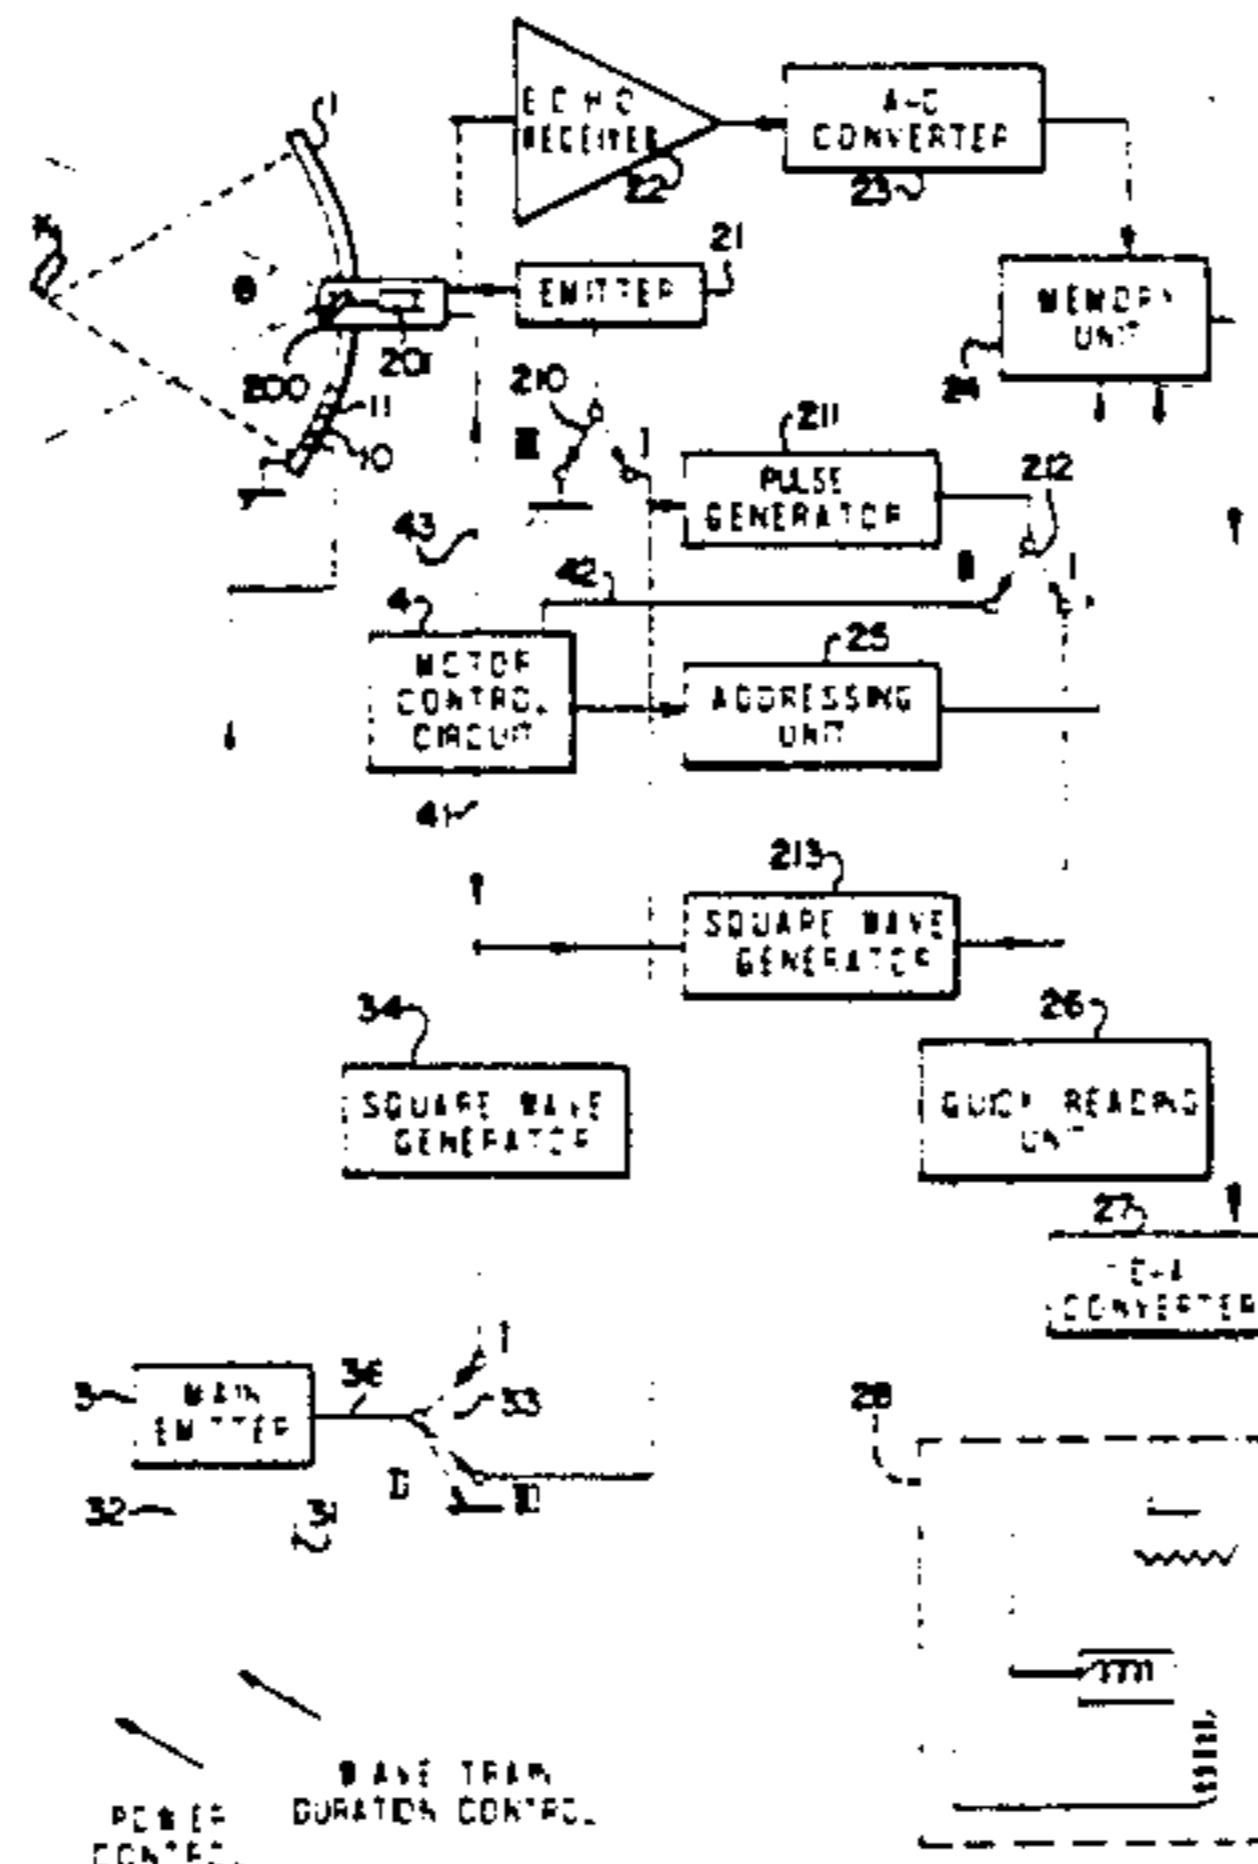 1
ECHO
RECEIVER
22
A-D
CONVERTER
23
K
θ
EMITTER
21
MEMORY
UNIT
24
200
201
11
10
210
III
I
PULSE
GENERATOR
211
212
43
42
II
I
4
MOTOR
CONTROL
CIRCUIT
25
ADDRESSING
UNIT
41
213
SQUARE WAVE
GENERATOR
34
SQUARE WAVE
GENERATOR
26
QUICK READING
UNIT
27
D-A
CONVERTER
3
MAIN
EMITTER
36
I
33
II
III
28
32
31
WAVE TRAIN
DURATION CONTROL
POWER
CONTROL